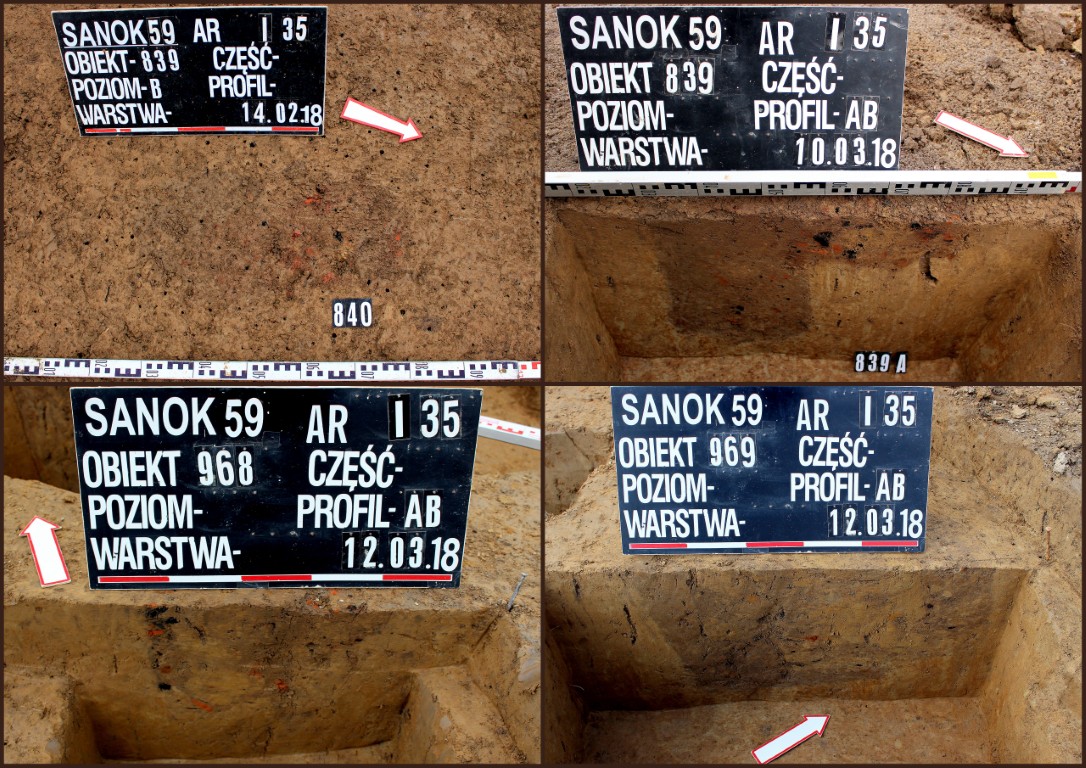 SANOK 59 AR I 35
OBIEKT- 839 CZĘŚĆ-
POZIOM- B PROFIL-
WARSTWA- 14.02.18
840
SANOK 59 AR I 35
OBIEKT 839 CZĘŚĆ-
POZIOM- PROFIL- AB
WARSTWA- 10.03.18
839 A
SANOK 59 AR I 35
OBIEKT 968 CZĘŚĆ-
POZIOM- PROFIL- AB
WARSTWA- 12.03.18
SANOK 59 AR I 35
OBIEKT 969 CZĘŚĆ-
POZIOM- PROFIL- AB
WARSTWA- 12.03.18